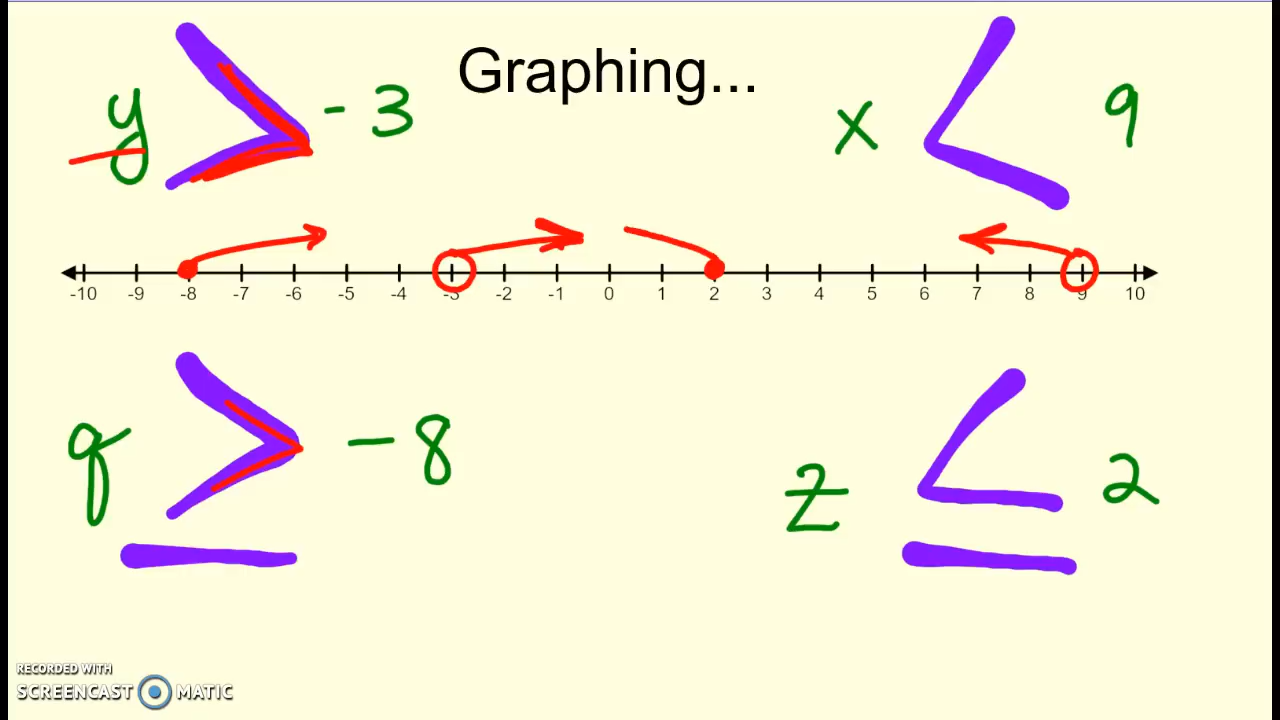 Graphing...
y > - 3
x < 9
-10 -9 -8 -7 -6 -5 -4 -3 -2 -1 0 1 2 3 4 5 6 7 8 9 10
q ≥ - 8
z ≤ 2
RECORDED WITH
SCREENCAST MATIC